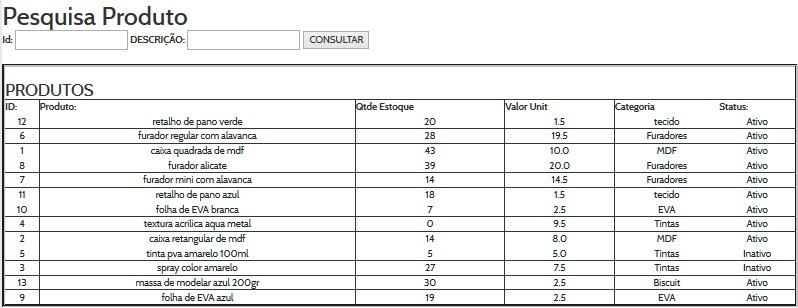 Pesquisa Produto
Id: DESCRIÇÃO: CONSULTAR
PRODUTOS
ID: Produto: Qtde Estoque Valor Unit Categoria Status:
12 retalho de pano verde 20 1.5 tecido Ativo
6 furador regular com alavanca 28 19.5 Furadores Ativo
1 caixa quadrada de mdf 43 10.0 MDF Ativo
8 furador alicate 39 20.0 Furadores Ativo
7 furador mini com alavanca 14 14.5 Furadores Ativo
11 retalho de pano azul 18 1.5 tecido Ativo
10 folha de EVA branca 7 2.5 EVA Ativo
4 textura acrilica aqua metal 0 9.5 Tintas Ativo
2 caixa retangular de mdf 14 8.0 MDF Ativo
5 tinta pva amarelo 100ml 5 5.0 Tintas Inativo
3 spray color amarelo 27 7.5 Tintas Inativo
13 massa de modelar azul 200gr 30 2.5 Biscuit Ativo
9 folha de EVA azul 19 2.5 EVA Ativo